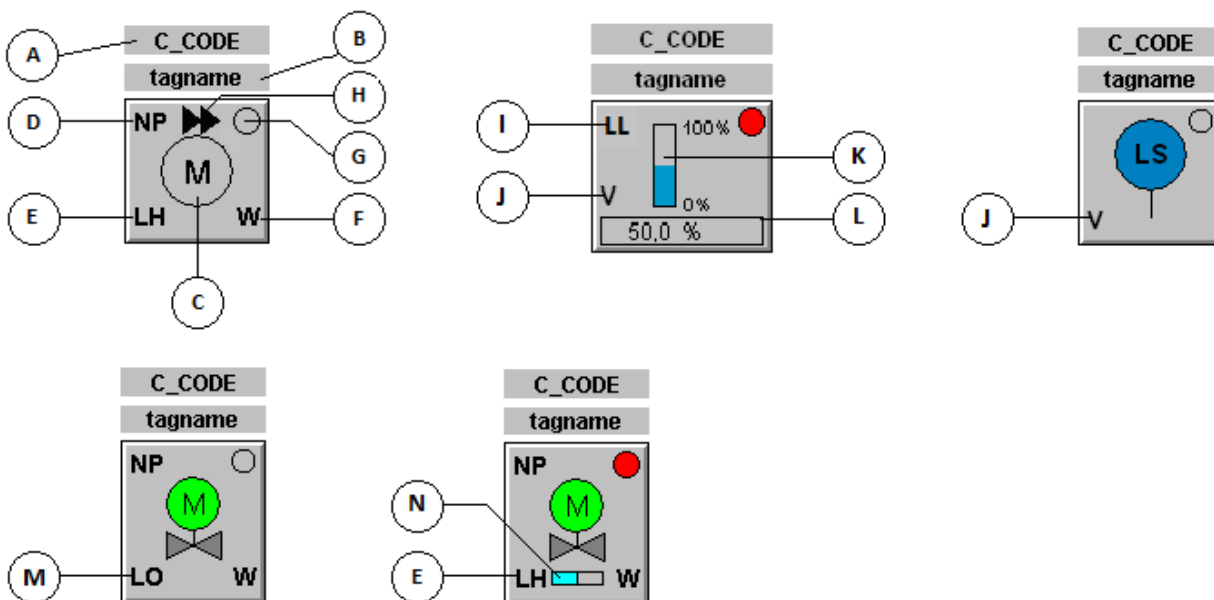 C_CODE
tagname
A
B
D
NP
H
M
G
E
LH
W
F
C
C_CODE
tagname
I
LL
100%
K
J
V
0%
50,0 %
L
C_CODE
tagname
LS
J
V
C_CODE
tagname
NP
M
M
LO
W
C_CODE
tagname
NP
N
M
E
LH
W